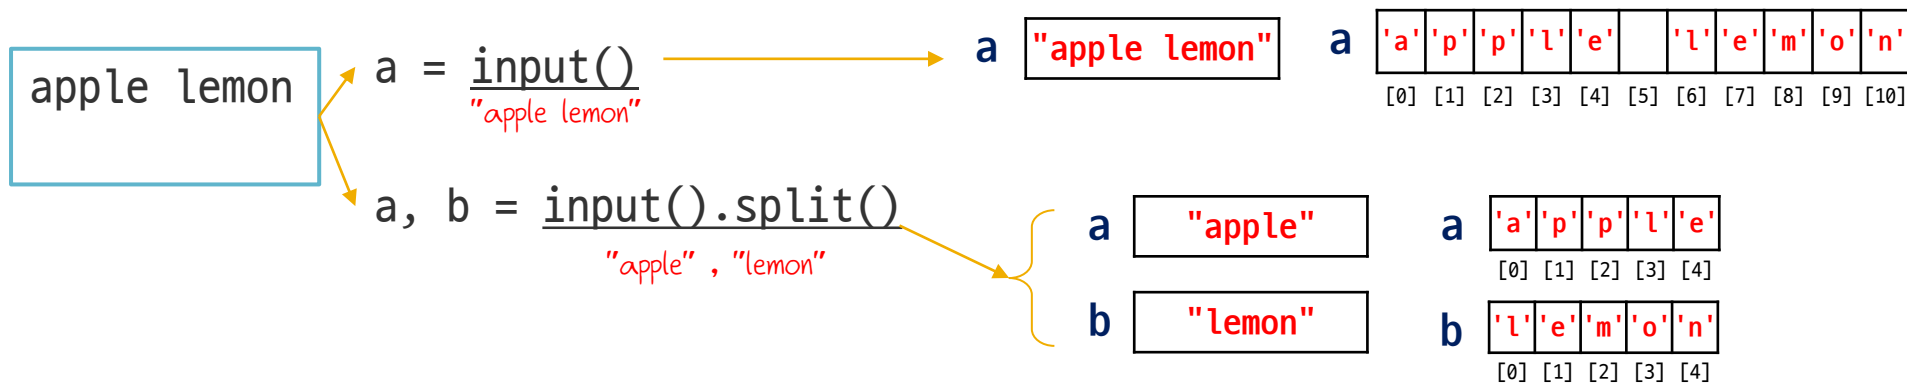 apple lemon
a = input()
"apple lemon"
a "apple lemon"
a 'a' 'p' 'p' 'l' 'e' 'l' 'e' 'm' 'o' 'n'
[0] [1] [2] [3] [4] [5] [6] [7] [8] [9] [10]
a, b = input().split()
"apple" , "lemon"
a "apple"
a 'a' 'p' 'p' 'l' 'e'
[0] [1] [2] [3] [4]
b "lemon"
b 'l' 'e' 'm' 'o' 'n'
[0] [1] [2] [3] [4]